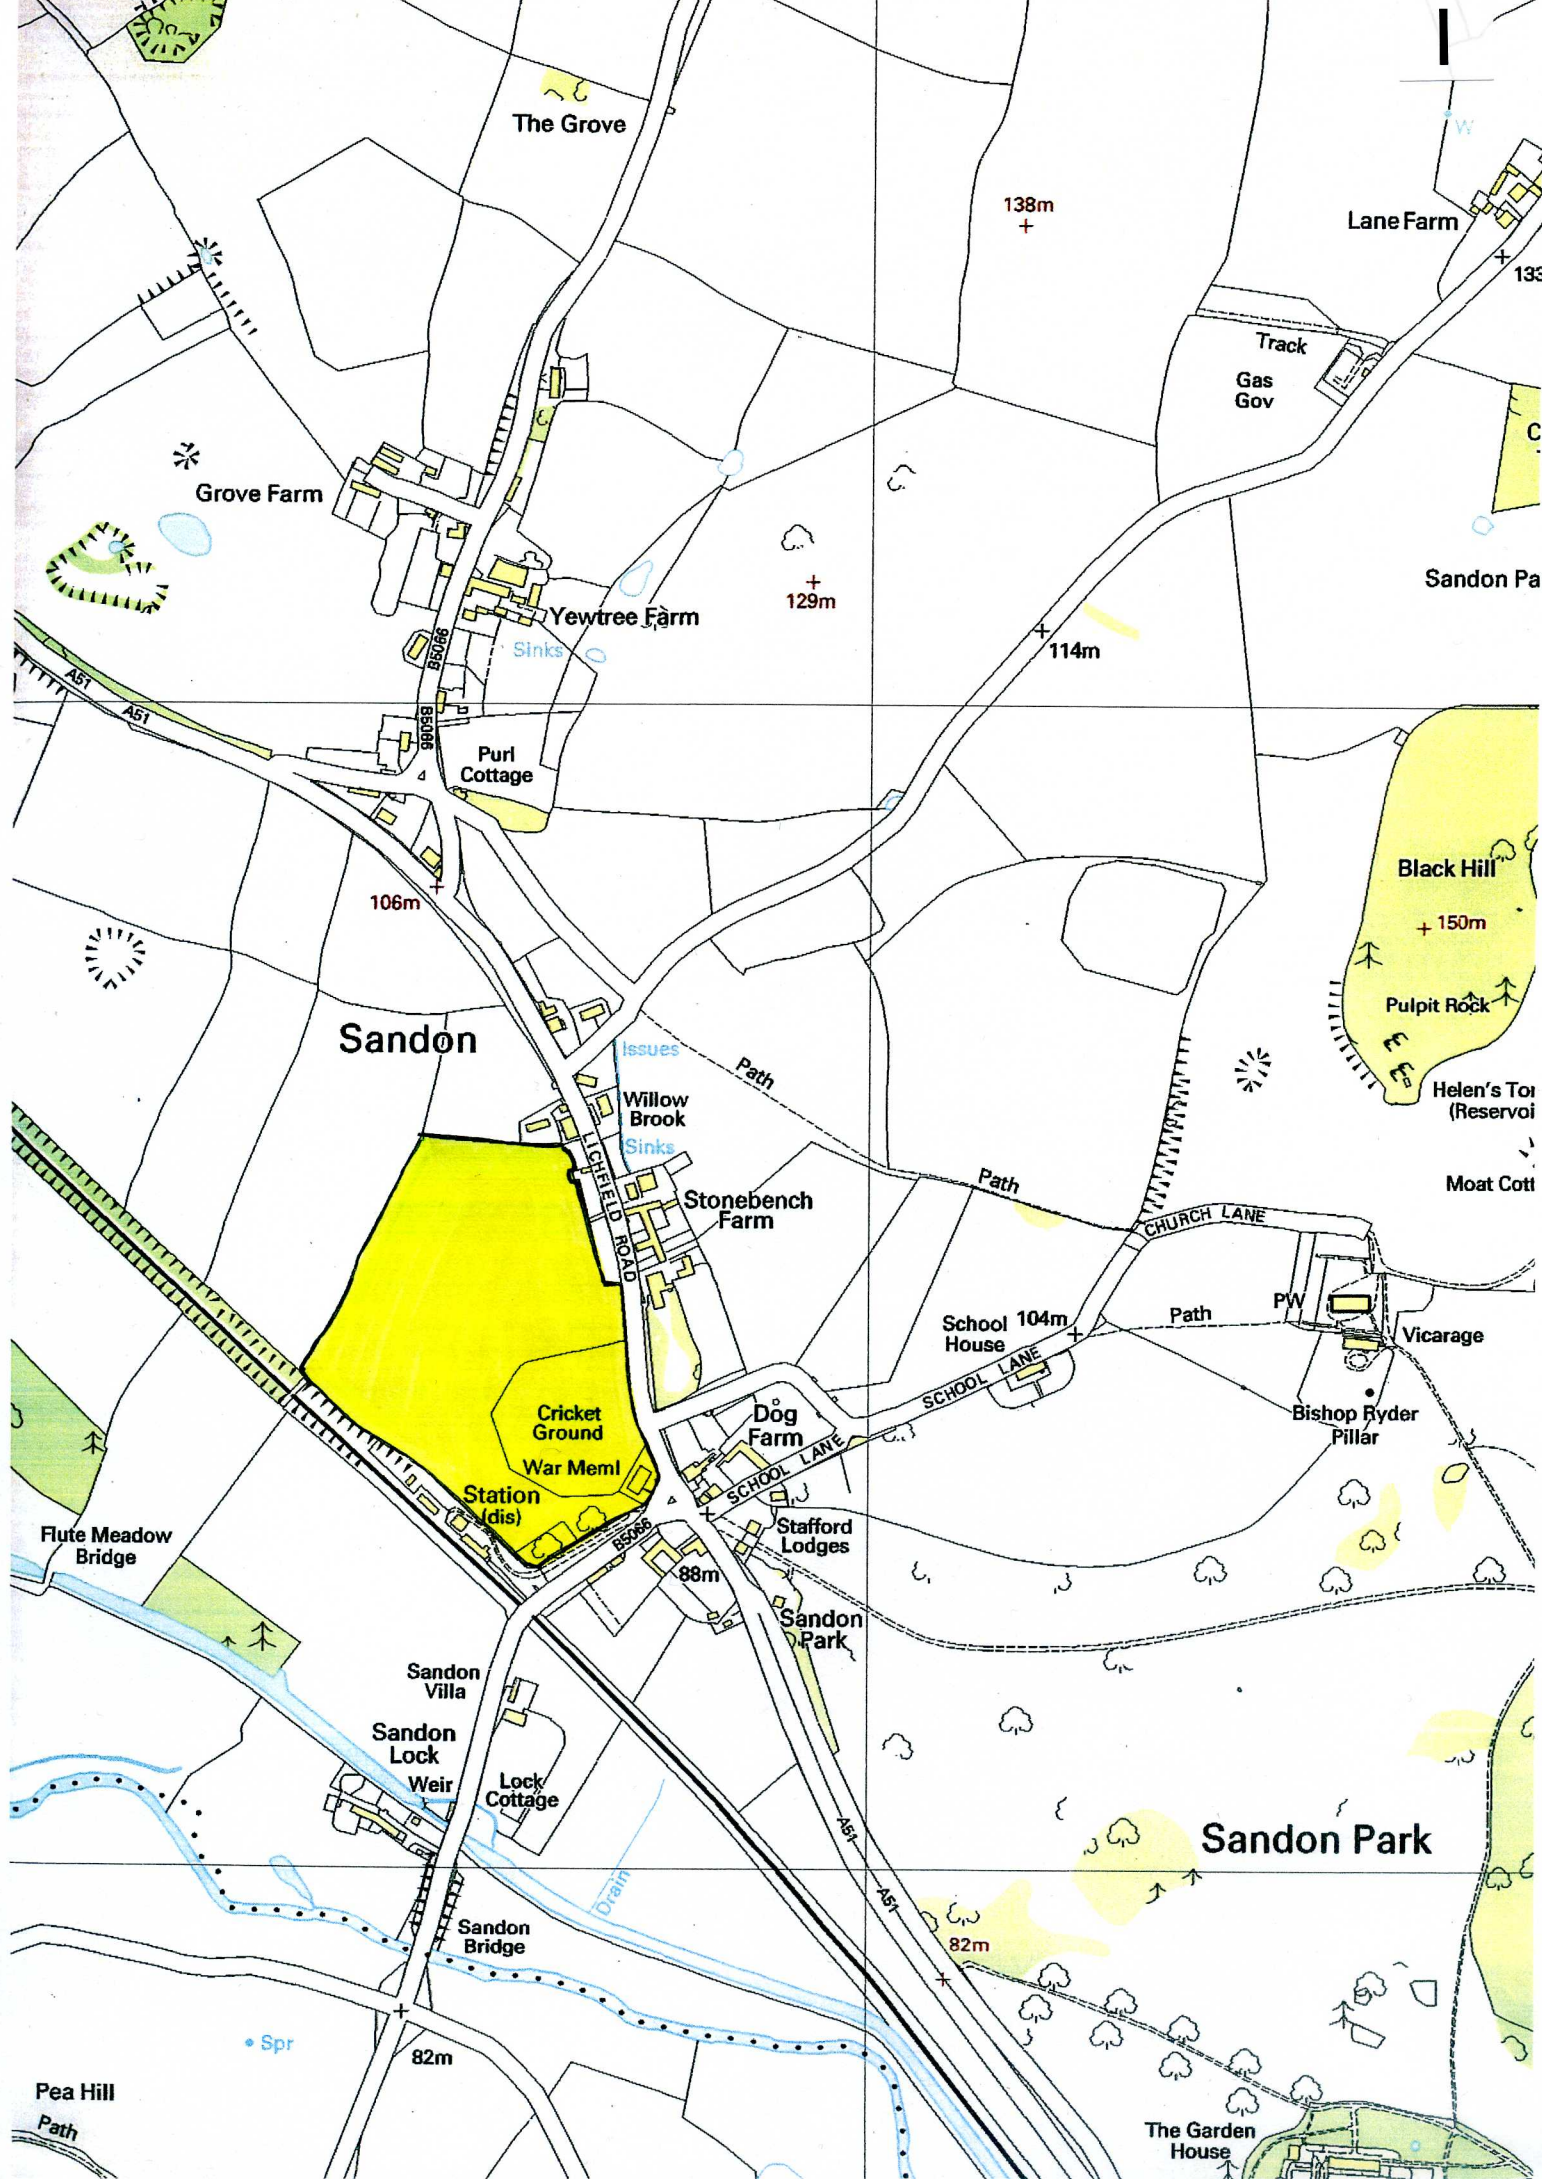 The Grove
W
138m
Lane Farm
133
Track
Gas
Gov
Grove Farm
Sandon Pa
129m
Yewtree Farm
Sinks
B5066
114m
A51
A51
B5066
Purl
Cottage
Black Hill
106m
150m
Pulpit Rock
Sandon
Issues
Path
Willow
Brook
Helen's Tor
(Reservoi
Sinks
LICHFIELD ROAD
Path
Moat Cott
Stonebench
Farm
CHURCH LANE
PW
Path
School
House
104m
Vicarage
SCHOOL LANE
Cricket
Ground
Dog
Farm
Bishop Ryder
Pillar
War Meml
SCHOOL LANE
Station
(dis)
Flute Meadow
Bridge
B5066
Stafford
Lodges
88m
Sandon
Park
Sandon
Villa
Sandon
Lock
Weir
Lock
Cottage
A51
Sandon Park
Drain
A51
Sandon
Bridge
82m
Spr
82m
Pea Hill
Path
The Garden
House